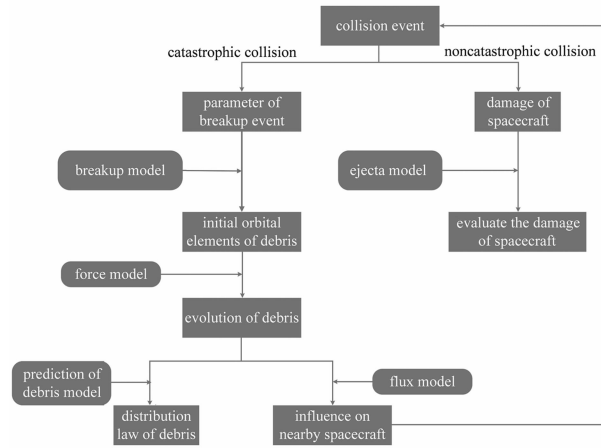 collision event
catastrophic collision
noncatastrophic collision
parameter of
breakup event
damage of
spacecraft
breakup model
ejecta model
initial orbital
elements of debris
evaluate the damage
of spacecraft
force model
evolution of debris
prediction of
debris model
flux model
distribution
law of debris
influence on
nearby spacecraft